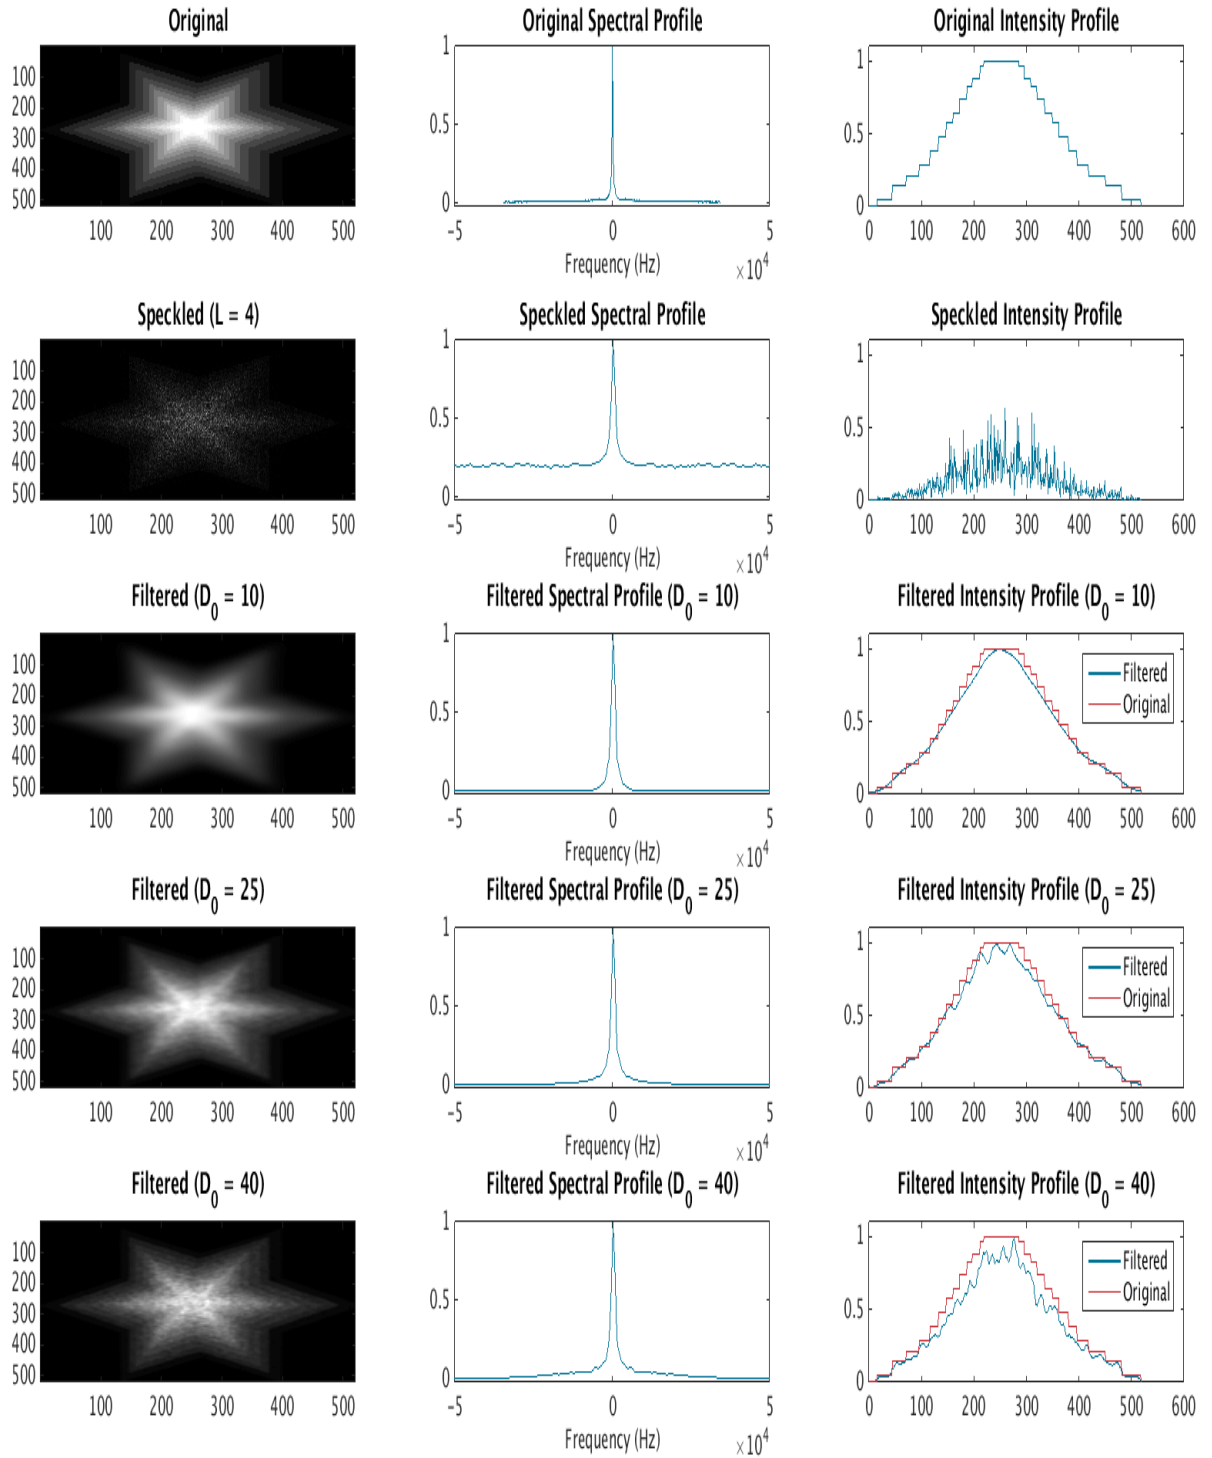 Original
Original Spectral Profile
Original Intensity Profile
100
200
300
400
500
100 200 300 400 500
1
0.5
0
-5 0 5
Frequency (Hz)
×10^4
1
0.5
0
0 100 200 300 400 500 600
Speckled (L = 4)
Speckled Spectral Profile
Speckled Intensity Profile
100
200
300
400
500
100 200 300 400 500
1
0.5
0
-5 0 5
Frequency (Hz)
×10^4
1
0.5
0
0 100 200 300 400 500 600
Filtered (D_0 = 10)
Filtered Spectral Profile (D_0 = 10)
Filtered Intensity Profile (D_0 = 10)
100
200
300
400
500
100 200 300 400 500
1
0.5
0
-5 0 5
Frequency (Hz)
×10^4
1
0.5
0
0 100 200 300 400 500 600
Filtered
Original
Filtered (D_0 = 25)
Filtered Spectral Profile (D_0 = 25)
Filtered Intensity Profile (D_0 = 25)
100
200
300
400
500
100 200 300 400 500
1
0.5
0
-5 0 5
Frequency (Hz)
×10^4
1
0.5
0
0 100 200 300 400 500 600
Filtered
Original
Filtered (D_0 = 40)
Filtered Spectral Profile (D_0 = 40)
Filtered Intensity Profile (D_0 = 40)
100
200
300
400
500
100 200 300 400 500
1
0.5
0
-5 0 5
Frequency (Hz)
×10^4
1
0.5
0
0 100 200 300 400 500 600
Filtered
Original